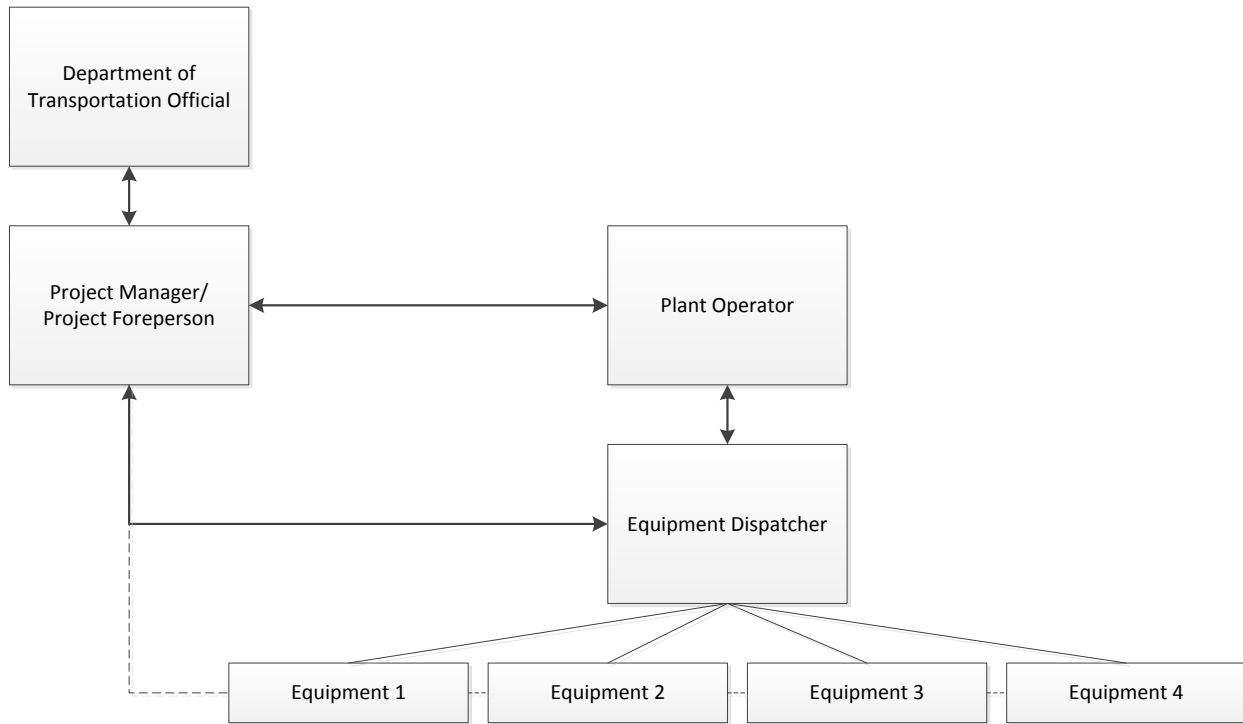 Department of
Transportation Official
Project Manager/
Project Foreperson
Plant Operator
Equipment Dispatcher
Equipment 1
Equipment 2
Equipment 3
Equipment 4